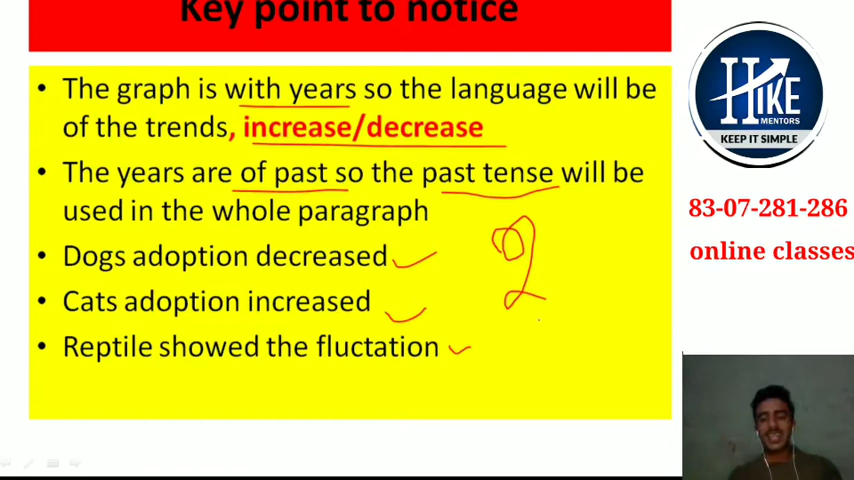 Key point to notice
• The graph is with years so the language will be
of the trends, increase/decrease
• The years are of past so the past tense will be
used in the whole paragraph
• Dogs adoption decreased
• Cats adoption increased
• Reptile showed the fluctation
2
HIKE
MENTORS
KEEP IT SIMPLE
83-07-281-286
online classes